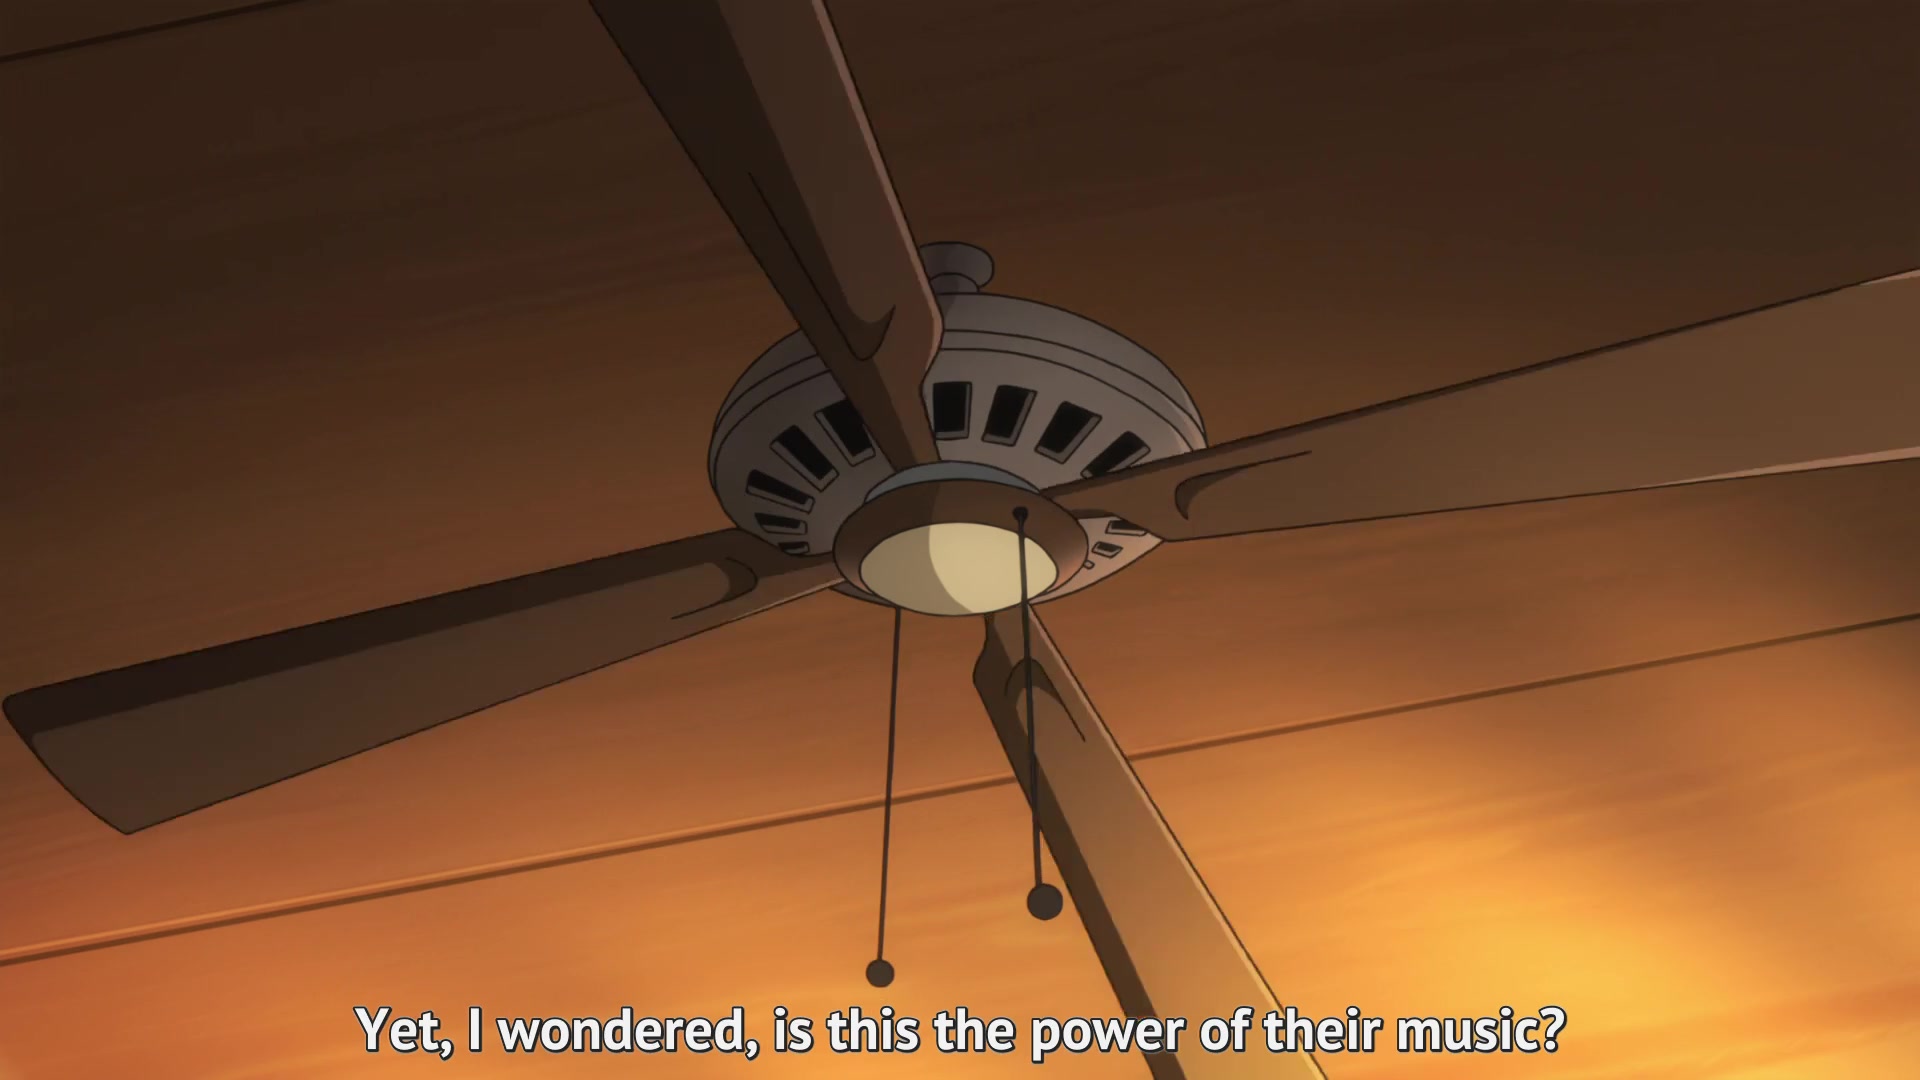 Yet, I wondered, is this the power of their music?